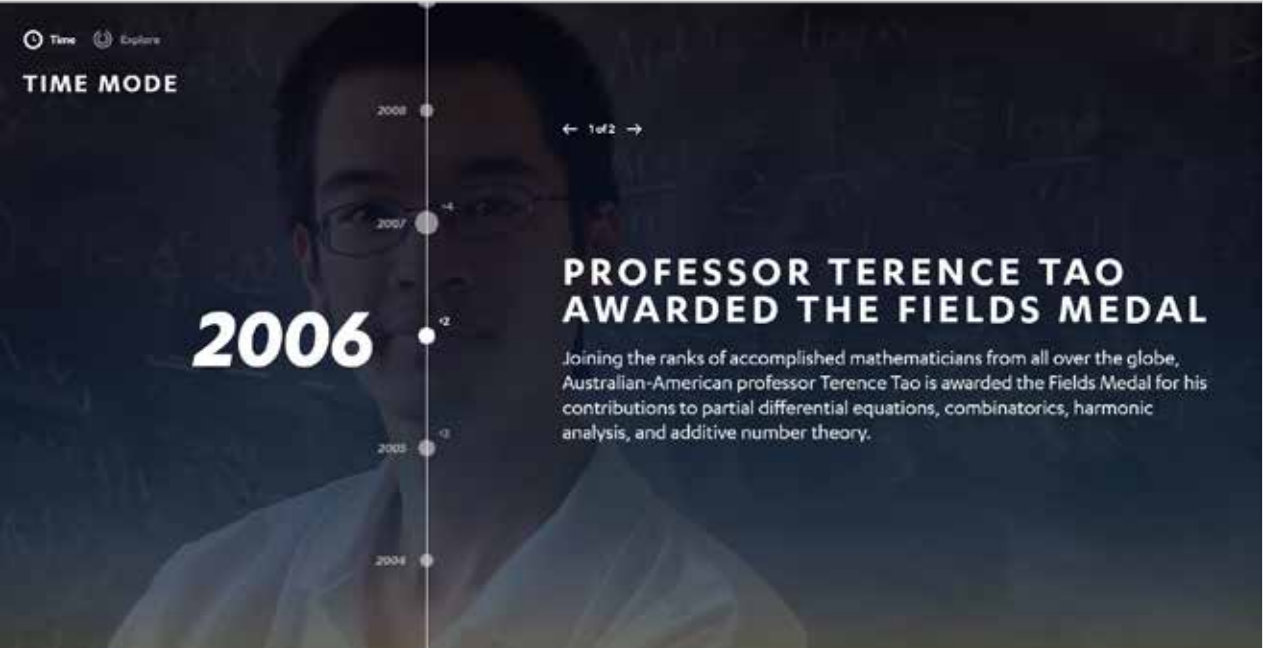 Time Explore
TIME MODE
2008
1 of 2
2007
PROFESSOR TERENCE TAO
AWARDED THE FIELDS MEDAL
2006
+2
Joining the ranks of accomplished mathematicians from all over the globe,
Australian-American professor Terence Tao is awarded the Fields Medal for his
contributions to partial differential equations, combinatorics, harmonic
analysis, and additive number theory.
2005
2004